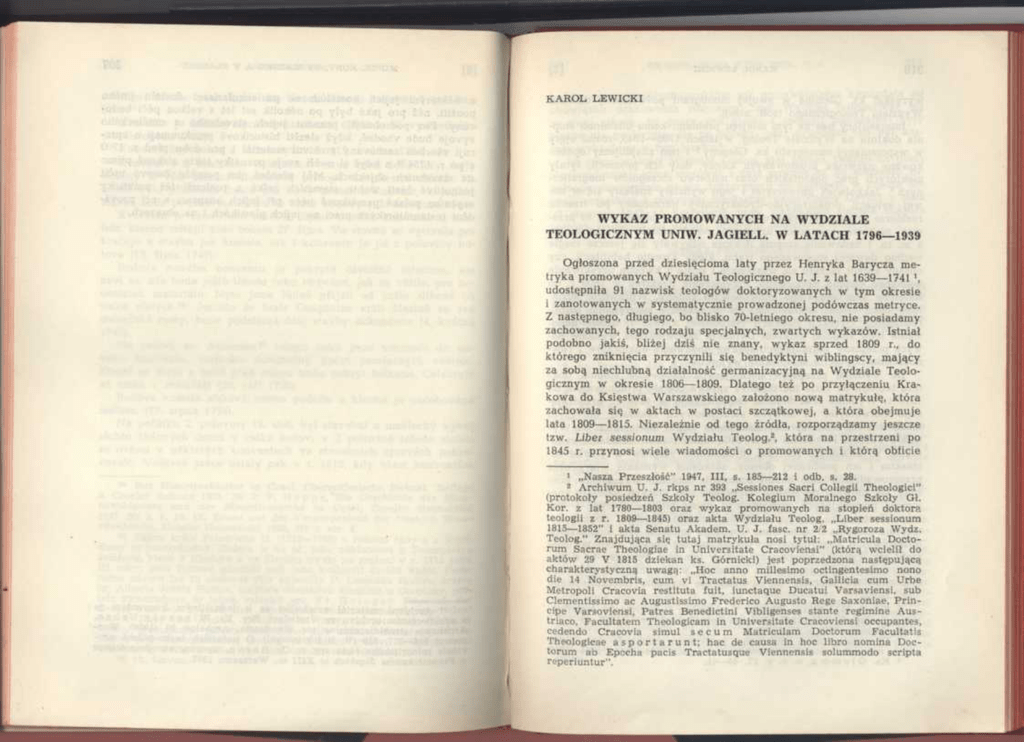 KAROL LEWICKI
WYKAZ PROMOWANYCH NA WYDZIALE
TEOLOGICZNYM UNIW. JAGIELL. W LATACH 1796—1939
Ogłoszona przed dziesięcioma laty przez Henryka Barycza me-
tryka promowanych Wydziału Teologicznego U. J. z lat 1639—1741 ¹,
udostępniła 91 nazwisk teologów doktoryzowanych w tym okresie
i zanotowanych w systematycznie prowadzonej podówczas metryce.
Z następnego, długiego, bo blisko 70-letniego okresu, nie posiadamy
zachowanych, tego rodzaju specjalnych, zwartych wykazów. Istniał
podobno jakiś, bliżej dziś nie znany, wykaz sprzed 1809 r., do
którego zniknięcia przyczynili się benedyktyni wiblingscy, mający
za sobą niechlubną działalność germanizacyjną na Wydziale Teolo-
gicznym w okresie 1806—1809. Dlatego też po przyłączeniu Kra-
kowa do Księstwa Warszawskiego założono nową matrykułę, która
zachowała się w aktach w postaci szczątkowej, a która obejmuje
lata 1809—1815. Niezależnie od tego źródła, rozporządzamy jeszcze
tzw. Liber sessionum Wydziału Teolog.², która na przestrzeni po
1845 r. przynosi wiele wiadomości o promowanych i którą obficie
¹ „Nasza Przeszłość" 1947, III, s. 185—212 i odb. s. 28.
² Archiwum U. J. rkps nr 393 „Sessiones Sacri Collegii Theologici"
(protokoły posiedzeń Szkoły Teolog. Kolegium Moralnego Szkoły Gł.
Kor. z lat 1780—1803 oraz wykaz promowanych na stopień doktora
teologii z r. 1809—1845) oraz akta Wydziału Teolog. „Liber sessionum
1815—1852" i akta Senatu Akadem. U. J. fasc. nr 2/2 „Rygoroza Wydz.
Teolog." Znajdująca się tutaj matrykuła nosi tytuł: „Matricula Docto-
rum Sacrae Theologiae in Universitate Cracoviensi" (którą wcielił do
aktów 29 V 1815 dziekan ks. Górnicki) jest poprzedzona następującą
charakterystyczną uwagą: „Hoc anno millesimo octingentesimo nono
die 14 Novembris, cum vi Tractatus Viennensis, Gallicia cum Urbe
Metropoli Cracovia restituta fuit, iunctaque Ducatui Varsaviensi, sub
Clementissimo ac Augustissimo Frederico Augusto Rege Saxoniae, Prin-
cipe Varsoviensi, Patres Benedictini Vibligenses stante regimine Aus-
triaco, Facultatem Theologicam in Universitate Cracoviensi occupantes,
cedendo Cracovia simul secum Matriculam Doctorum Facultatis
Theologicae asportarunt; hac de causa in hoc libro nomina Doc-
torum ab Epocha pacis Tractatusque Viennensis solummodo scripta
reperiuntur".